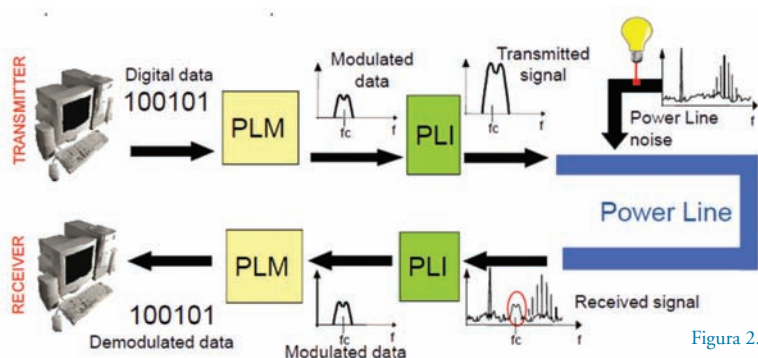 TRANSMITTER
Digital data
100101
PLM
Modulated
data
fc
f
PLI
Transmitted
signal
fc
f
f
Power Line
noise
Power Line
RECEIVER
100101
Demodulated data
PLM
fc
f
Modulated data
PLI
fc
f
Received signal
Figura 2.